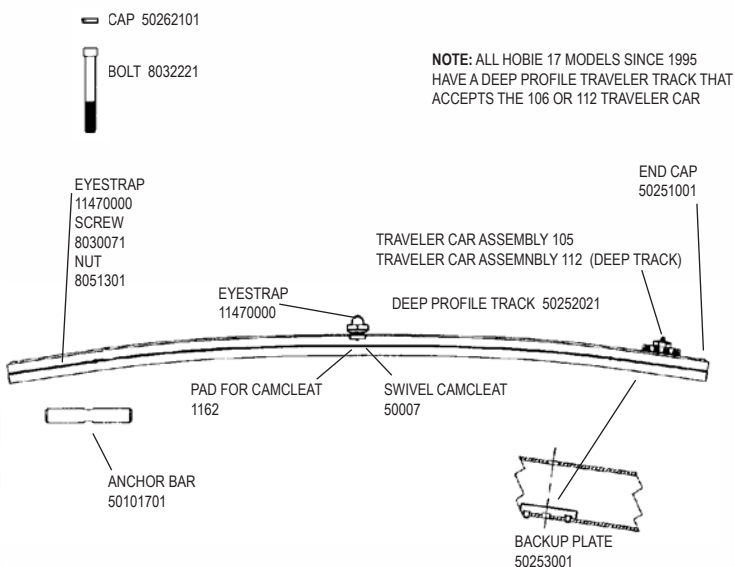 CAP 50262101
BOLT 8032221
NOTE: ALL HOBIE 17 MODELS SINCE 1995
HAVE A DEEP PROFILE TRAVELER TRACK THAT
ACCEPTS THE 106 OR 112 TRAVELER CAR
EYESTRAP
11470000
SCREW
8030071
NUT
8051301
END CAP
50251001
TRAVELER CAR ASSEMBLY 105
TRAVELER CAR ASSEMNBLY 112 (DEEP TRACK)
EYESTRAP
11470000
DEEP PROFILE TRACK 50252021
PAD FOR CAMCLEAT
1162
SWIVEL CAMCLEAT
50007
ANCHOR BAR
50101701
BACKUP PLATE
50253001